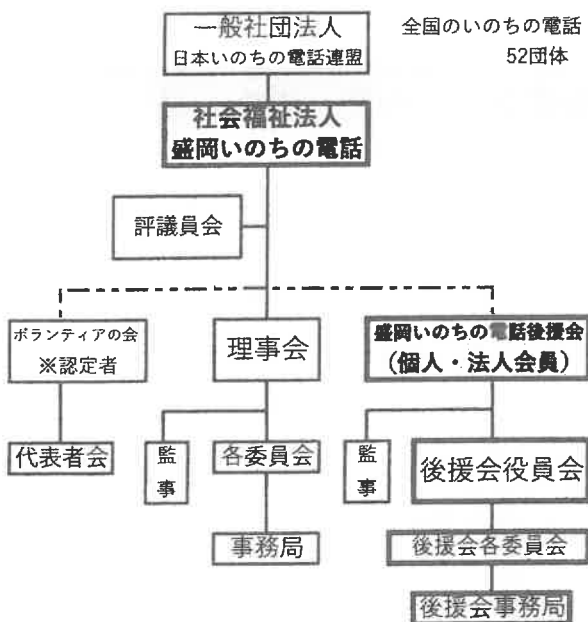 一般社団法人
日本いのちの電話連盟
全国のいのちの電話
52団体
社会福祉法人
盛岡いのちの電話
評議員会
ボランティアの会
※認定者
理事会
盛岡いのちの電話後援会
(個人・法人会員)
代表者会
監
事
各委員会
監
事
後援会役員会
事務局
後援会各委員会
後援会事務局